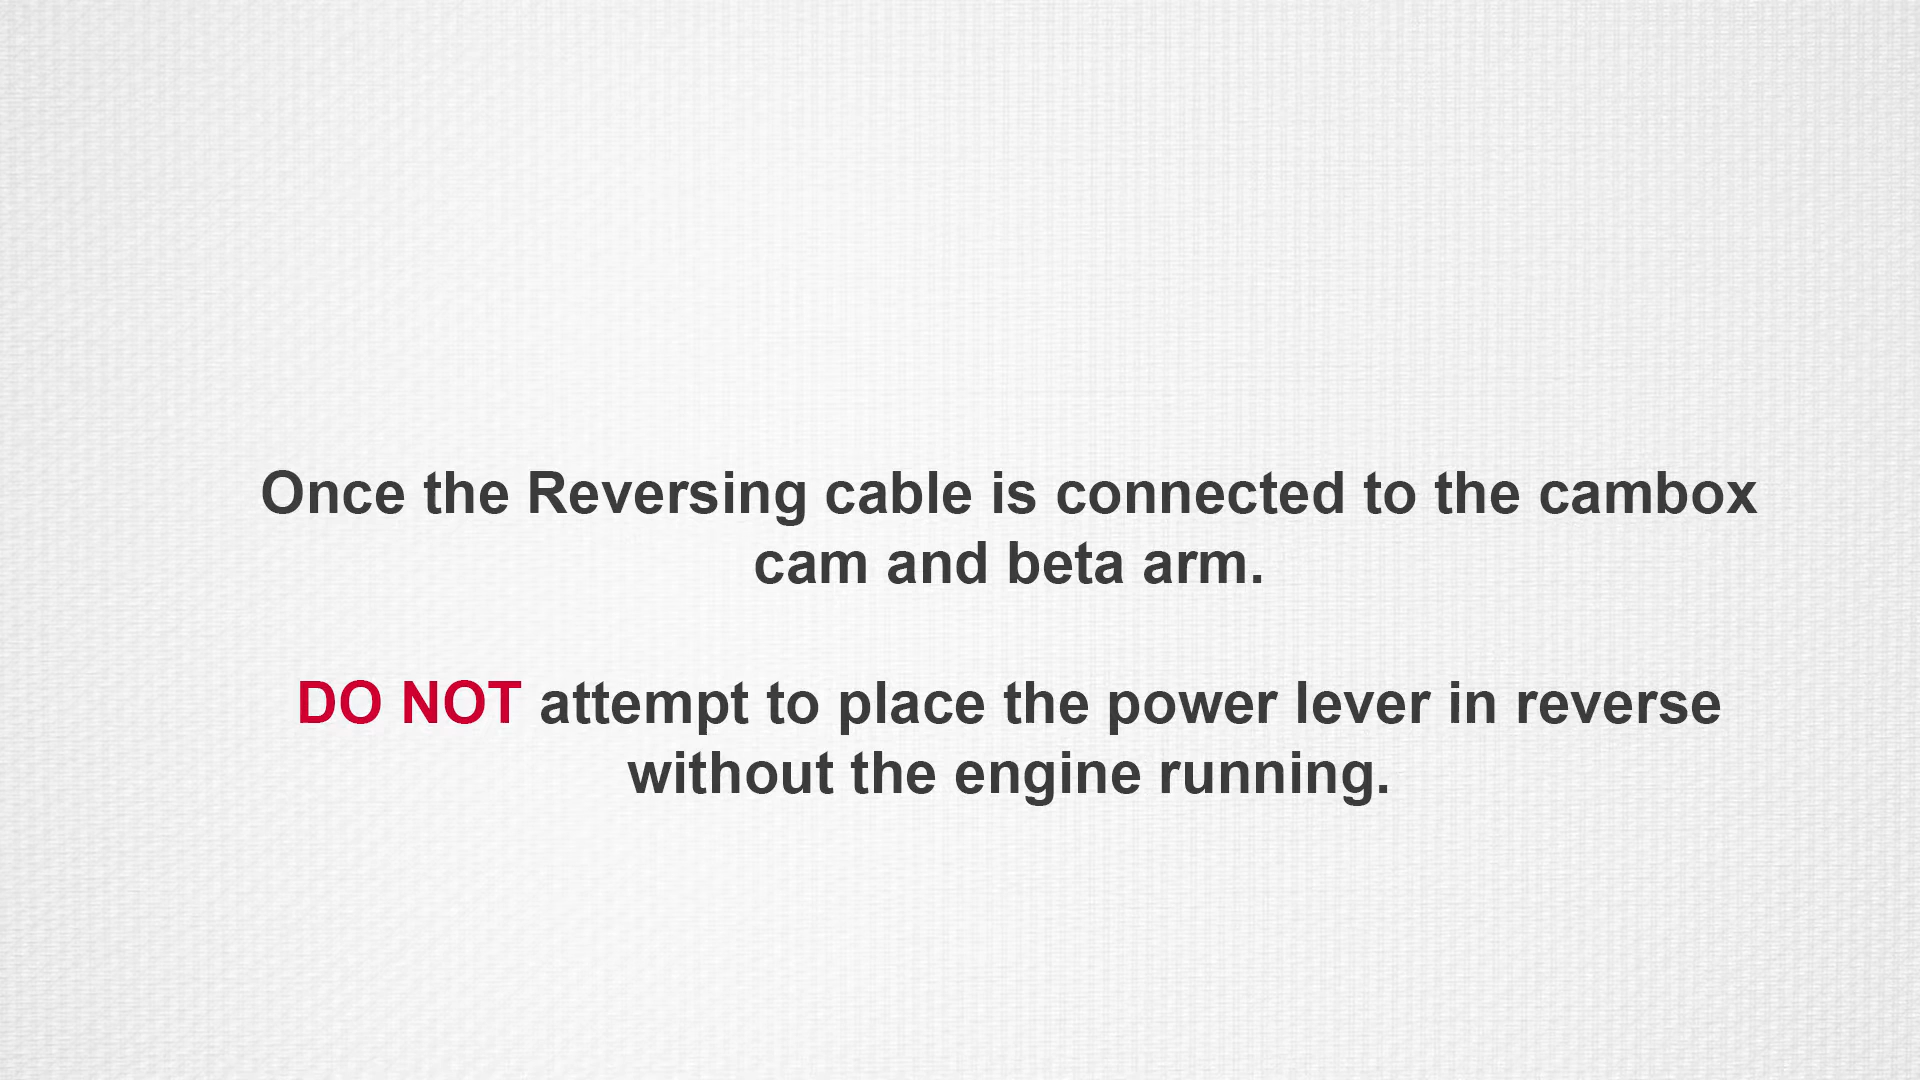 Once the Reversing cable is connected to the cambox
cam and beta arm.
DO NOT attempt to place the power lever in reverse
without the engine running.